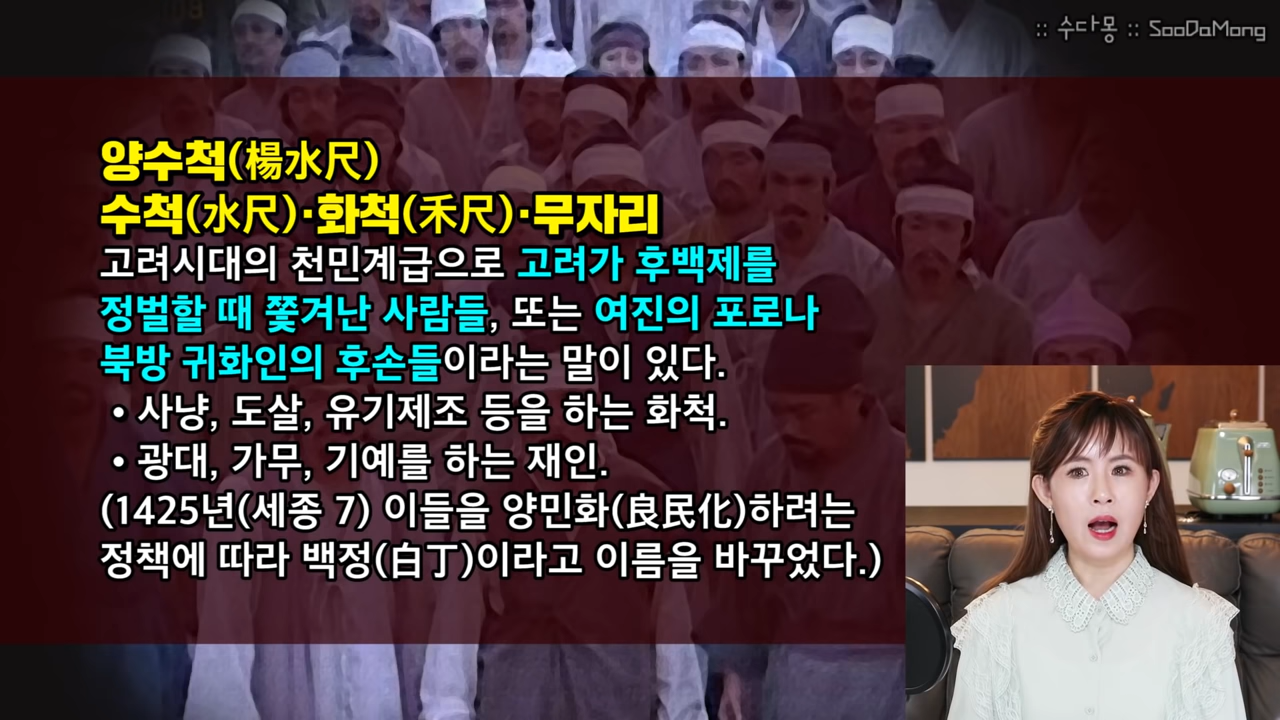 :: 수다몽 :: SooDaMong
양수척(楊水尺)
수척(水尺)·화척(禾尺)·무자리
고려시대의 천민계급으로 고려가 후백제를
정벌할 때 쫓겨난 사람들, 또는 여진의 포로나
북방 귀화인의 후손들이라는 말이 있다.
• 사냥, 도살, 유기제조 등을 하는 화척.
• 광대, 가무, 기예를 하는 재인.
(1425년(세종 7) 이들을 양민화(良民化)하려는
정책에 따라 백정(白丁)이라고 이름을 바꾸었다.)